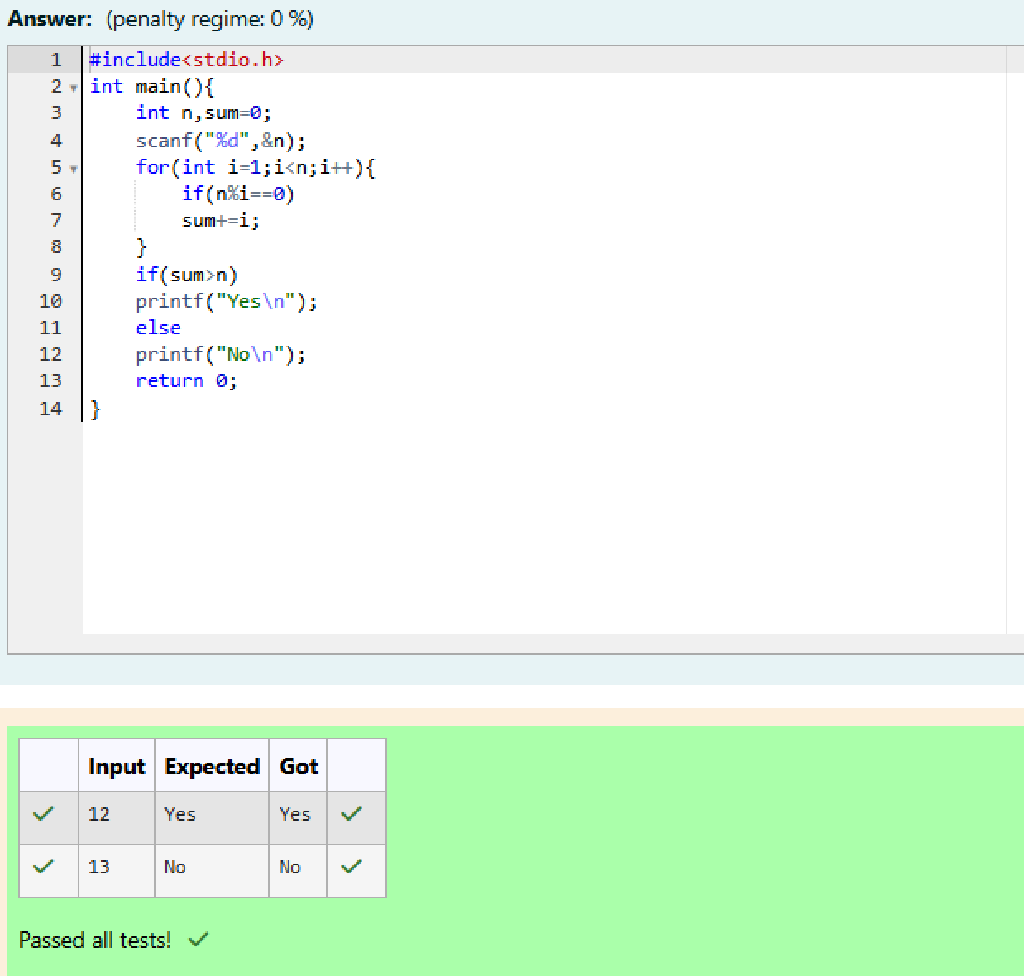 Answer: (penalty regime: 0 %)
1 #include<stdio.h>
2 int main(){
3     int n,sum=0;
4     scanf("%d",&n);
5     for(int i=1;i<n;i++){
6         if(n%i==0)
7         sum+=i;
8     }
9     if(sum>n)
10     printf("Yes\n");
11     else
12     printf("No\n");
13     return 0;
14 }
Input Expected Got
12 Yes Yes
13 No No
Passed all tests!